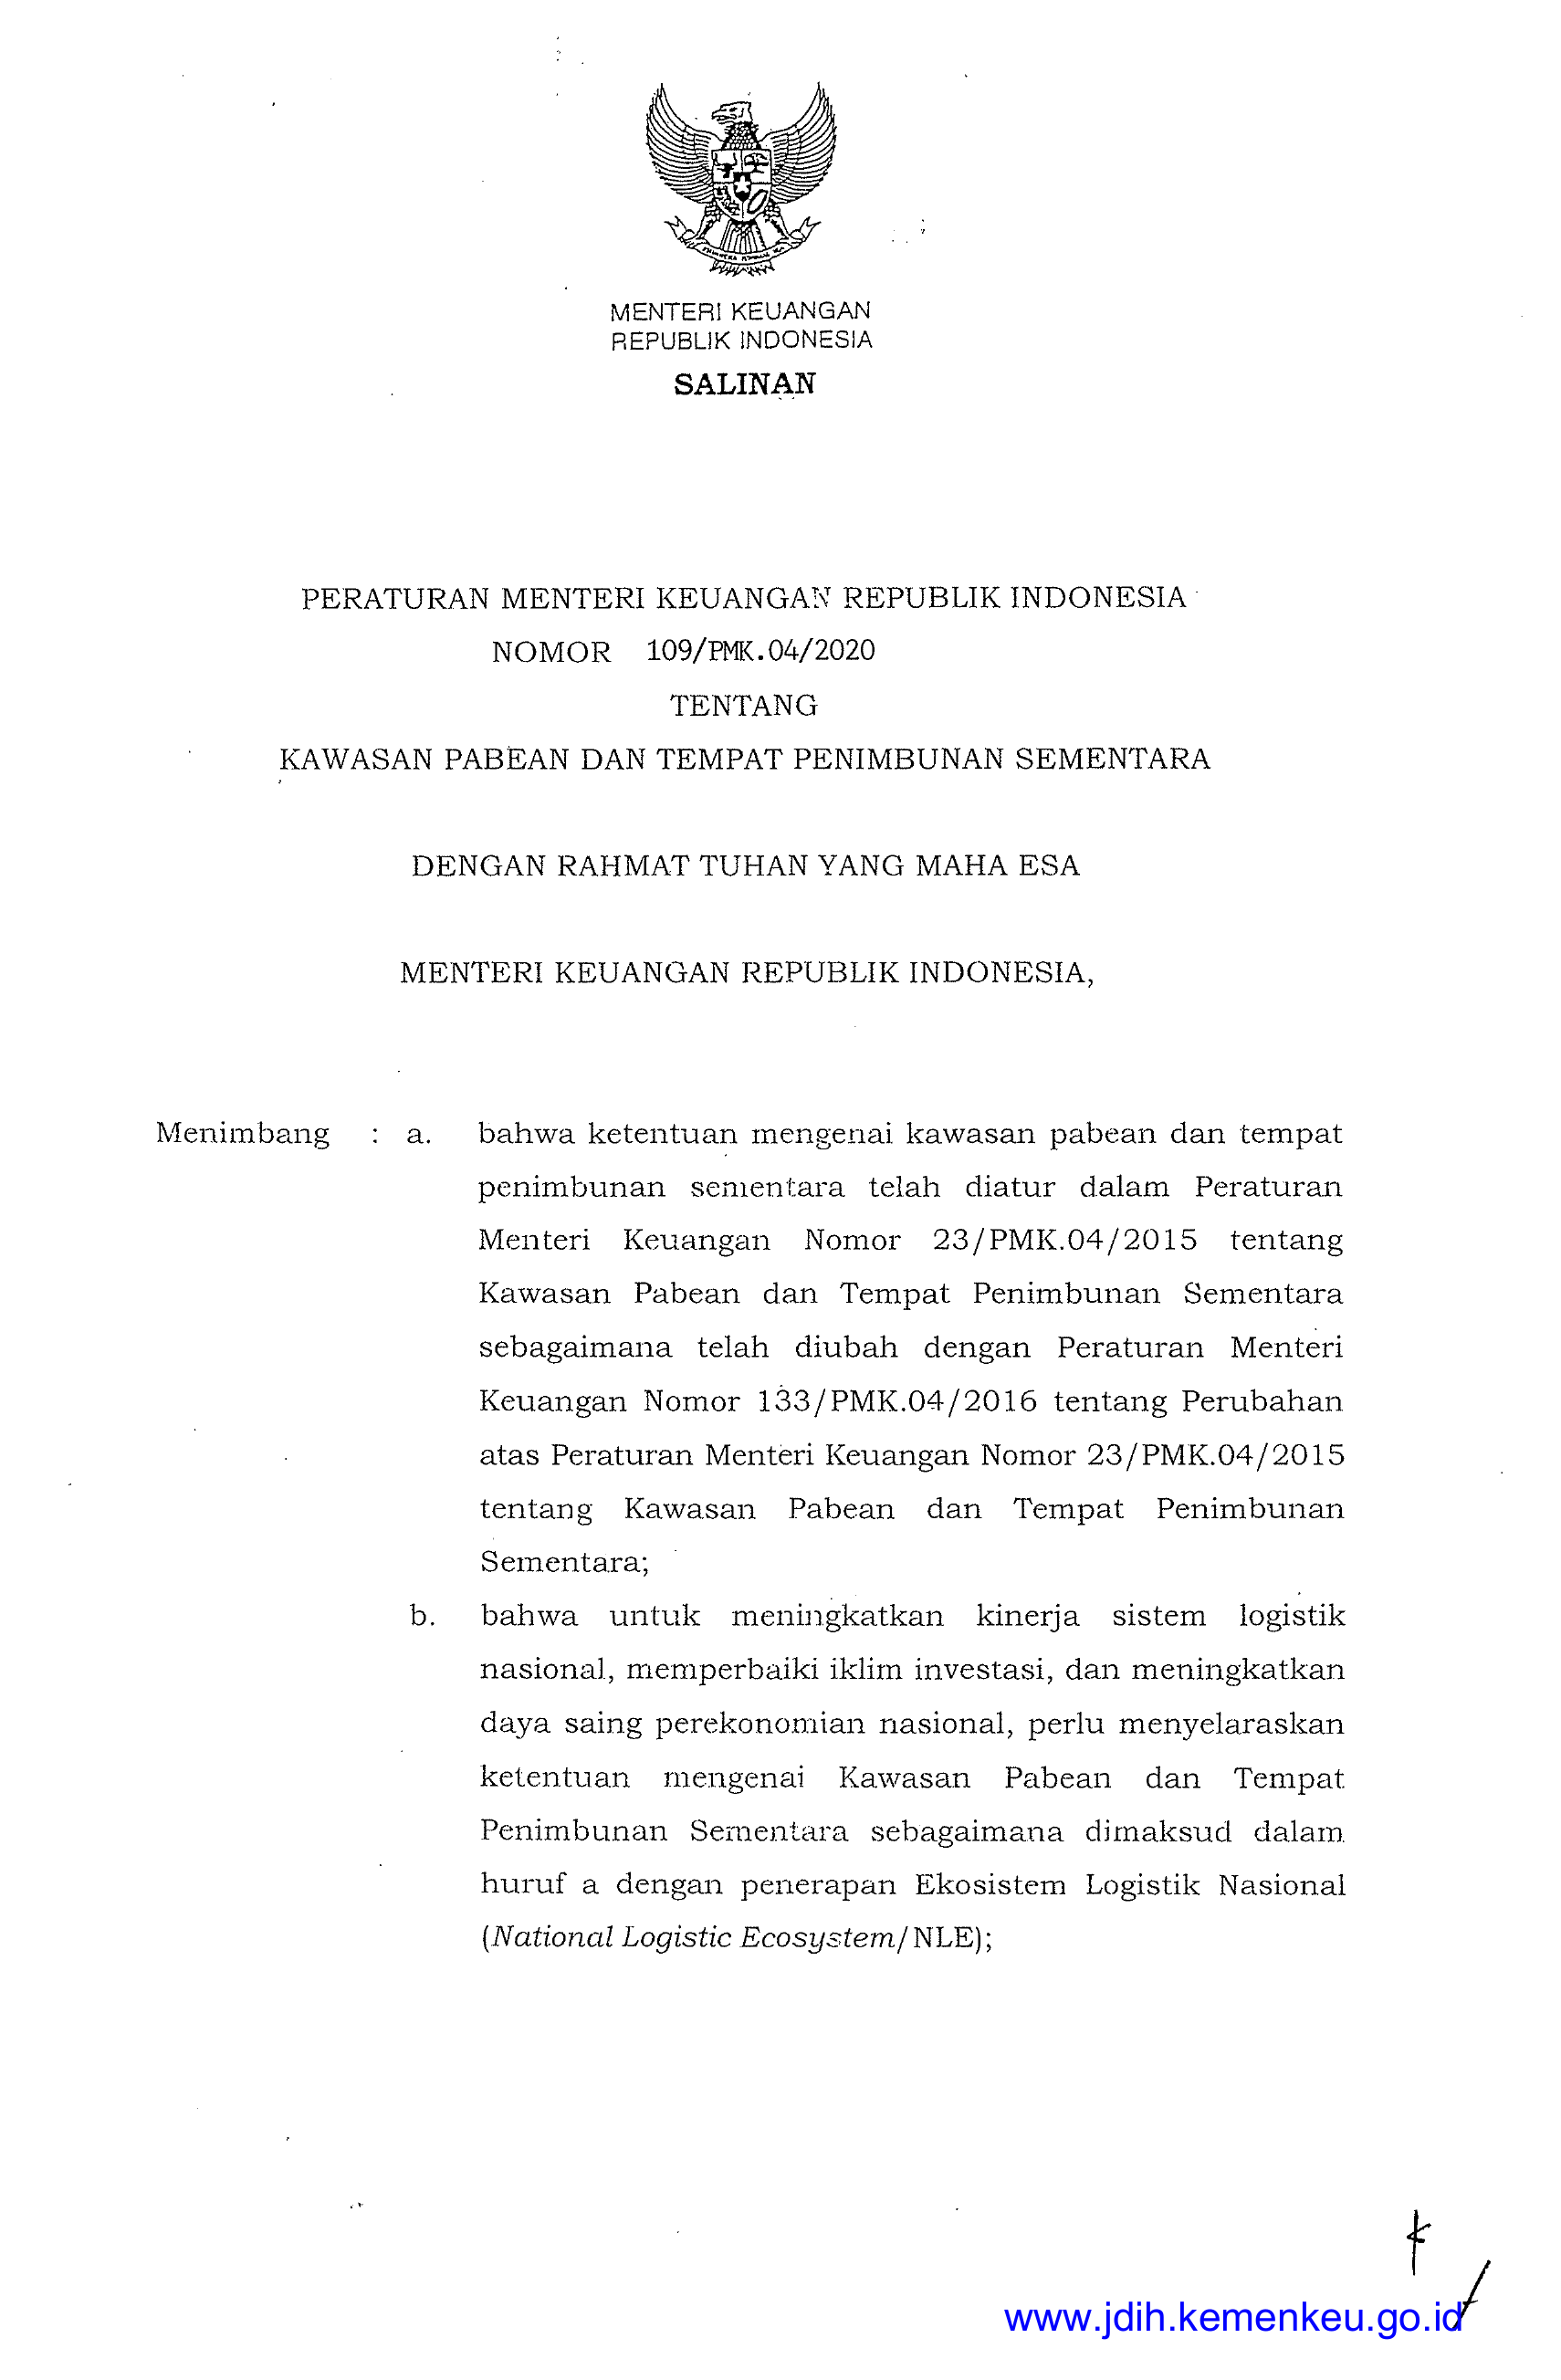 MENTERI KEUANGAN
REPUBLIK INDONESIA
SALINAN
PERATURAN MENTERI KEUANGAN REPUBLIK INDONESIA
NOMOR 109/PMK.04/2020
TENTANG
KAWASAN PABEAN DAN TEMPAT PENIMBUNAN SEMENTARA
DENGAN RAHMAT TUHAN YANG MAHA ESA
MENTERI KEUANGAN REPUBLIK INDONESIA,
Menimbang : a. bahwa ketentuan mengenai kawasan pabean dan tempat
penimbunan sementara telah diatur dalam Peraturan
Menteri Keuangan Nomor 23/PMK.04/2015 tentang
Kawasan Pabean dan Tempat Penimbunan Sementara
sebagaimana telah diubah dengan Peraturan Menteri
Keuangan Nomor 133/PMK.04/2016 tentang Perubahan
atas Peraturan Menteri Keuangan Nomor 23/PMK.04/2015
tentang Kawasan Pabean dan Tempat Penimbunan
Sementara;
b. bahwa untuk meningkatkan kinerja sistem logistik
nasional, memperbaiki iklim investasi, dan meningkatkan
daya saing perekonomian nasional, perlu menyelaraskan
ketentuan mengenai Kawasan Pabean dan Tempat
Penimbunan Sementara sebagaimana dimaksud dalam
huruf a dengan penerapan Ekosistem Logistik Nasional
(National Logistic Ecosystem/NLE);
www.jdih.kemenkeu.go.id